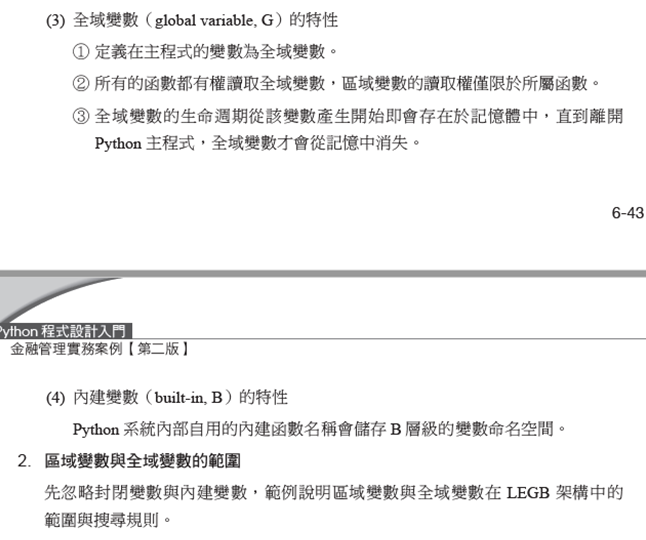 (3) 全域變數（global variable, G）的特性
① 定義在主程式的變數為全域變數。
② 所有的函數都有權讀取全域變數，區域變數的讀取權僅限於所屬函數。
③ 全域變數的生命週期從該變數產生開始即會存在於記憶體中，直到離開
Python 主程式，全域變數才會從記憶中消失。
6-43
Python 程式設計入門
金融管理實務案例【第二版】
(4) 內建變數（built-in, B）的特性
Python 系統內部自用的內建函數名稱會儲存 B 層級的變數命名空間。
2. 區域變數與全域變數的範圍
先忽略封閉變數與內建變數，範例說明區域變數與全域變數在 LEGB 架構中的
範圍與搜尋規則。